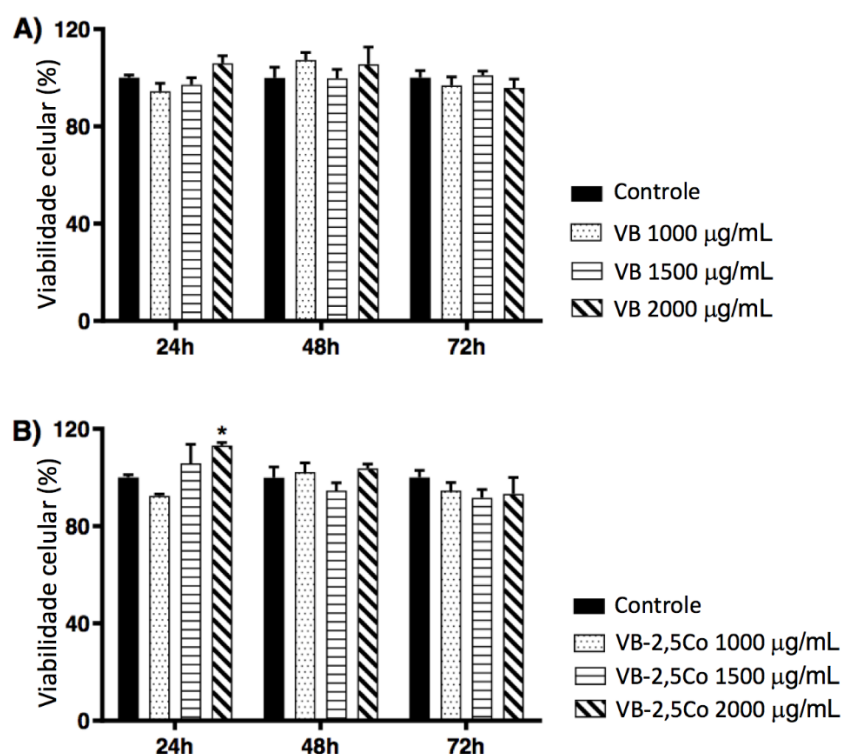 A)
Viabilidade celular (%)
120
80
40
0
24h 48h 72h
Controle
VB 1000 μg/mL
VB 1500 μg/mL
VB 2000 μg/mL
B)
Viabilidade celular (%)
120
80
40
0
*
24h 48h 72h
Controle
VB-2,5Co 1000 μg/mL
VB-2,5Co 1500 μg/mL
VB-2,5Co 2000 μg/mL